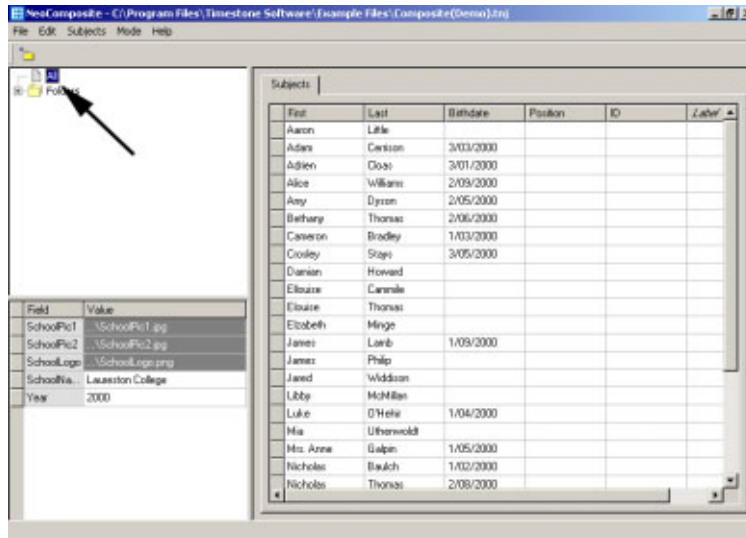 NeoComposite - C:\Program Files\Timestone Software\Example Files\Composite(Demo).tnj
File Edit Subjects Mode Help
All
Folders
Subjects
First Last Birthdate Position ID Label
Aaron Little
Adam 3/03/2000
Adrien Cloas 3/01/2000
Alice Williams 2/09/2000
Amy Dyson 2/05/2000
Bethany Thomas 2/06/2000
Cameron Bradley 1/03/2000
Crosley Stays 3/05/2000
Damian Howard
Ellouize Cammile
Elouise Thomas
Elizabeth Minge
James Lamb 1/09/2000
James Philip
Jared Widdison
Libby McMillan
Luke O'Hehir 1/04/2000
Mia Uthenwoldt
Mrs. Anne Galpin 1/05/2000
Nicholas Baulch 1/02/2000
Nicholas Thomas 2/08/2000
Field Value
SchoolPic1 ...\SchoolPic1.jpg
SchoolPic2 ...\SchoolPic2.jpg
SchoolLogo ...\SchoolLogo.png
SchoolNa... Laueston College
Year 2000